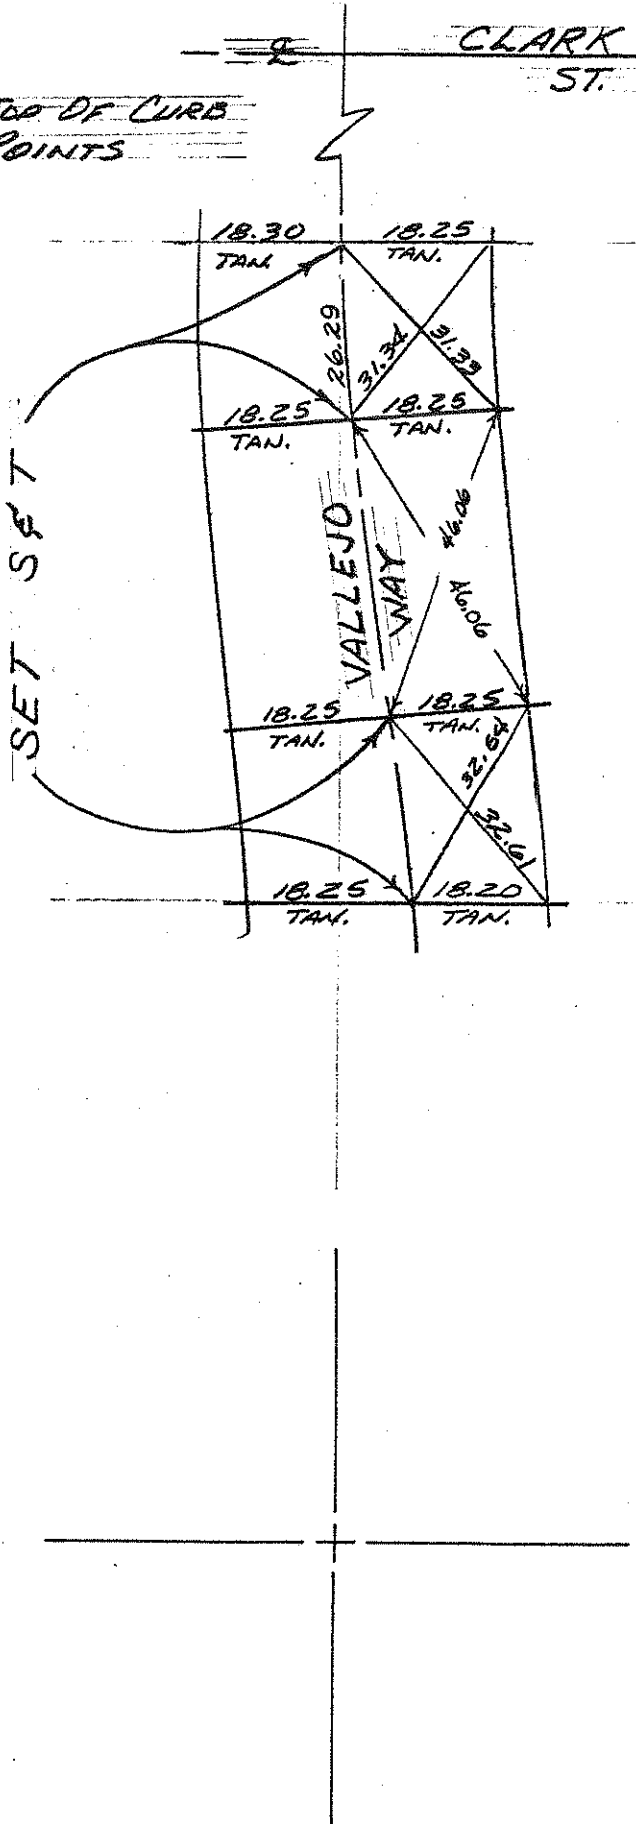 ℄ CLARK
ST.
TOP OF CURB
POINTS
18.30 18.25
TAN. TAN.
26.29
31.34
31.33
18.25 18.25
TAN. TAN.
SET S&T
VALLEJO
WAY
46.06
46.06
18.25 18.25
TAN. TAN.
32.64
32.61
18.25 18.20
TAN. TAN.